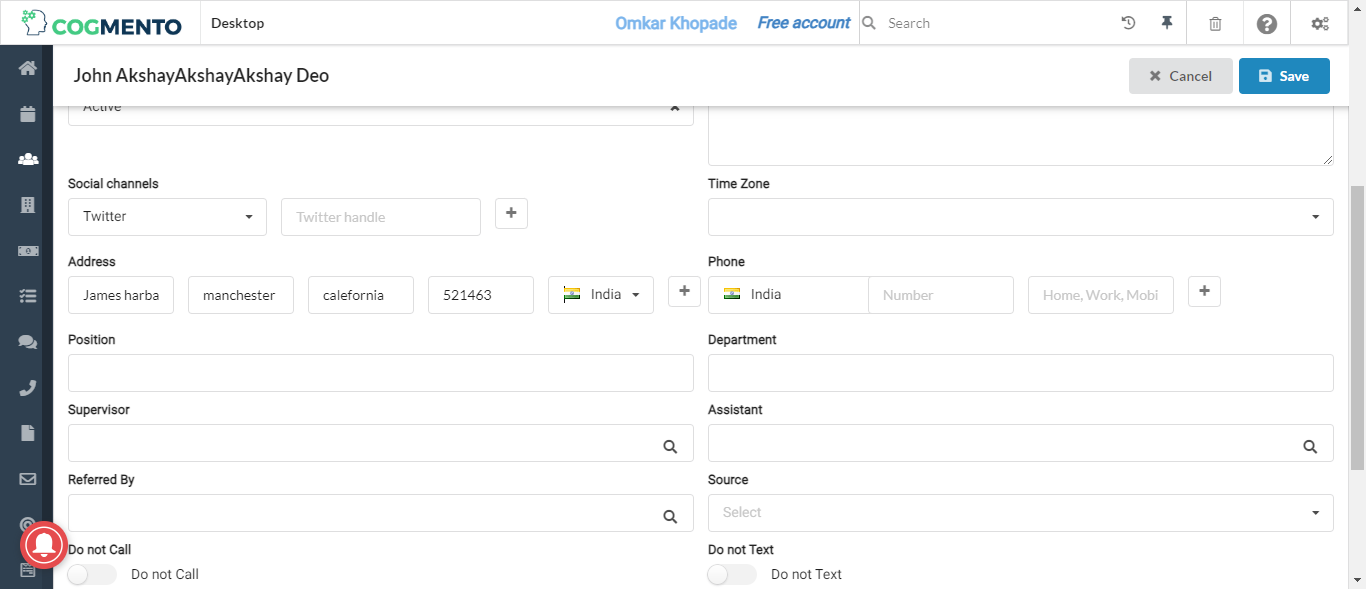 COGMENTO Desktop Omkar Khopade Free account Search
John AkshayAkshayAkshay Deo Cancel Save
Active
Social channels Time Zone
Twitter Twitter handle
Address Phone
James harba manchester calefornia 521463 India India Number Home, Work, Mobi
Position Department
Supervisor Assistant
Referred By Source
Select
Do not Call Do not Text
Do not Call Do not Text